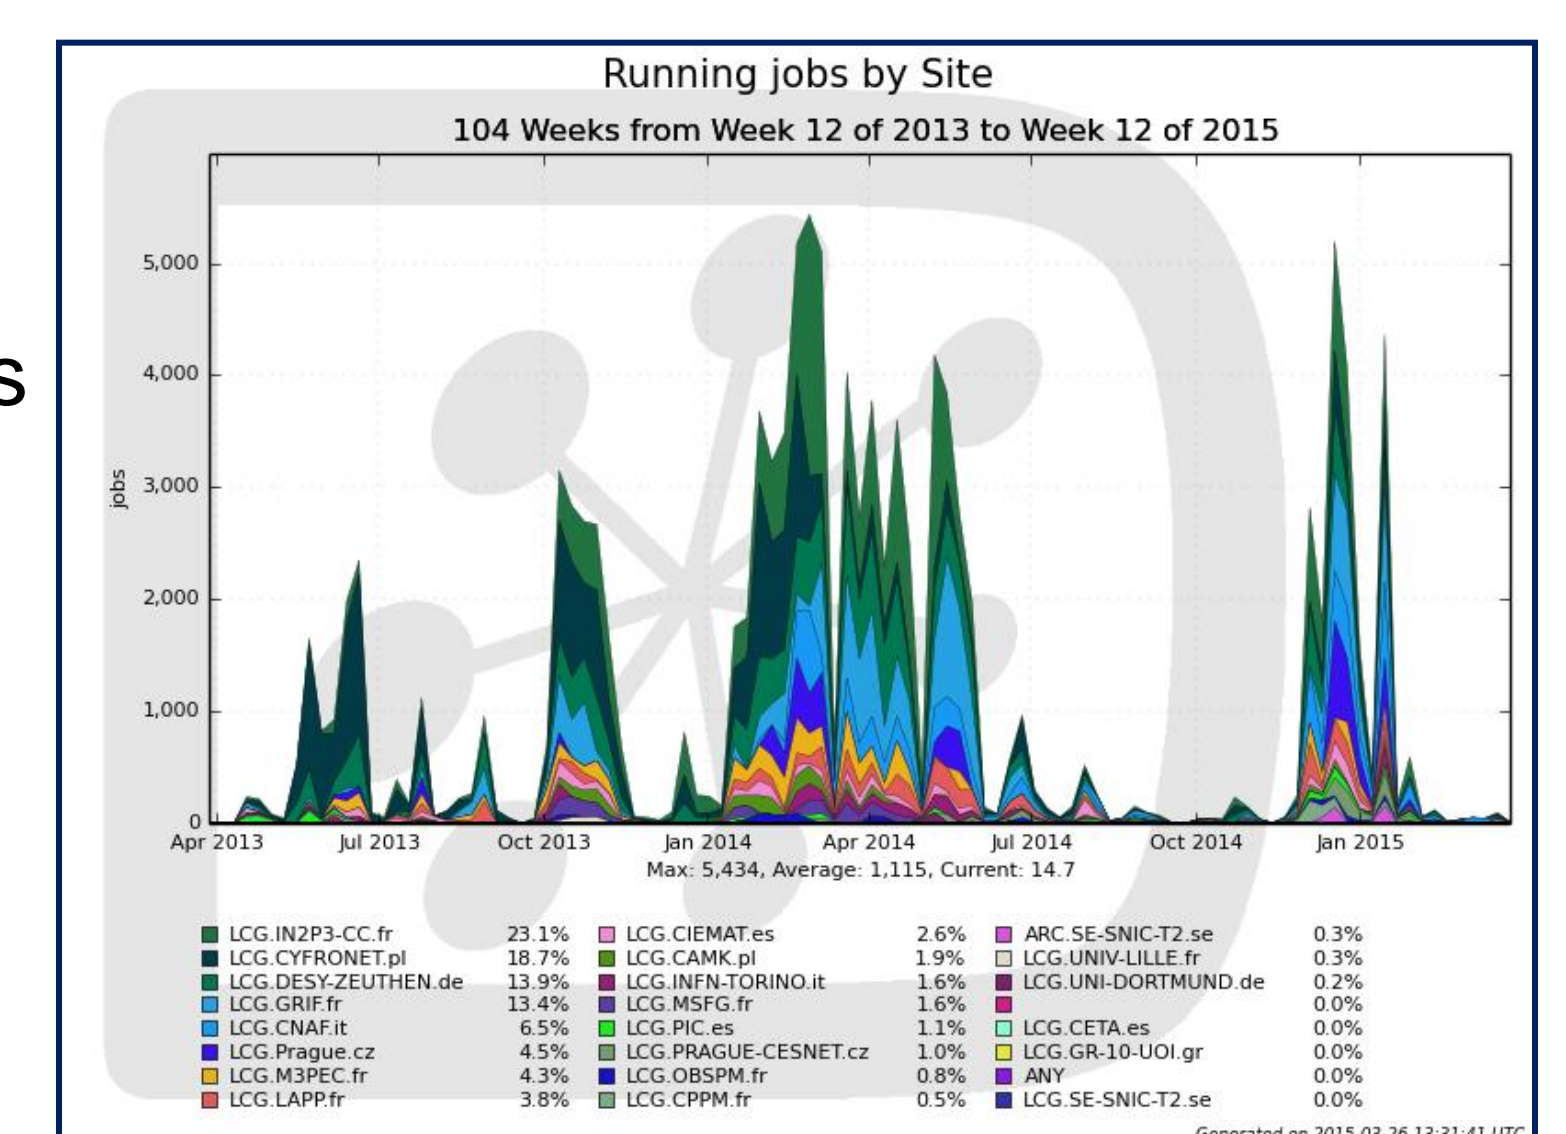 s
Running jobs by Site
104 Weeks from Week 12 of 2013 to Week 12 of 2015
5,000
4,000
3,000
2,000
1,000
0
jobs
Apr 2013 Jul 2013 Oct 2013 Jan 2014 Apr 2014 Jul 2014 Oct 2014 Jan 2015
Max: 5,434, Average: 1,115, Current: 14.7
LCG.IN2P3-CC.fr 23.1% LCG.CIEMAT.es 2.6% ARC.SE-SNIC-T2.se 0.3%
LCG.CYFRONET.pl 18.7% LCG.CAMK.pl 1.9% LCG.UNIV-LILLE.fr 0.3%
LCG.DESY-ZEUTHEN.de 13.9% LCG.INFN-TORINO.it 1.6% LCG.UNI-DORTMUND.de 0.2%
LCG.GRIF.fr 13.4% LCG.MSFG.fr 1.6% 0.0%
LCG.CNAF.it 6.5% LCG.PIC.es 1.1% LCG.CETA.es 0.0%
LCG.Prague.cz 4.5% LCG.PRAGUE-CESNET.cz 1.0% LCG.GR-10-UOI.gr 0.0%
LCG.M3PEC.fr 4.3% LCG.OBSPM.fr 0.8% ANY 0.0%
LCG.LAPP.fr 3.8% LCG.CPPM.fr 0.5% LCG.SE-SNIC-T2.se 0.0%
Generated on 2015-03-26 13:31:41 UTC